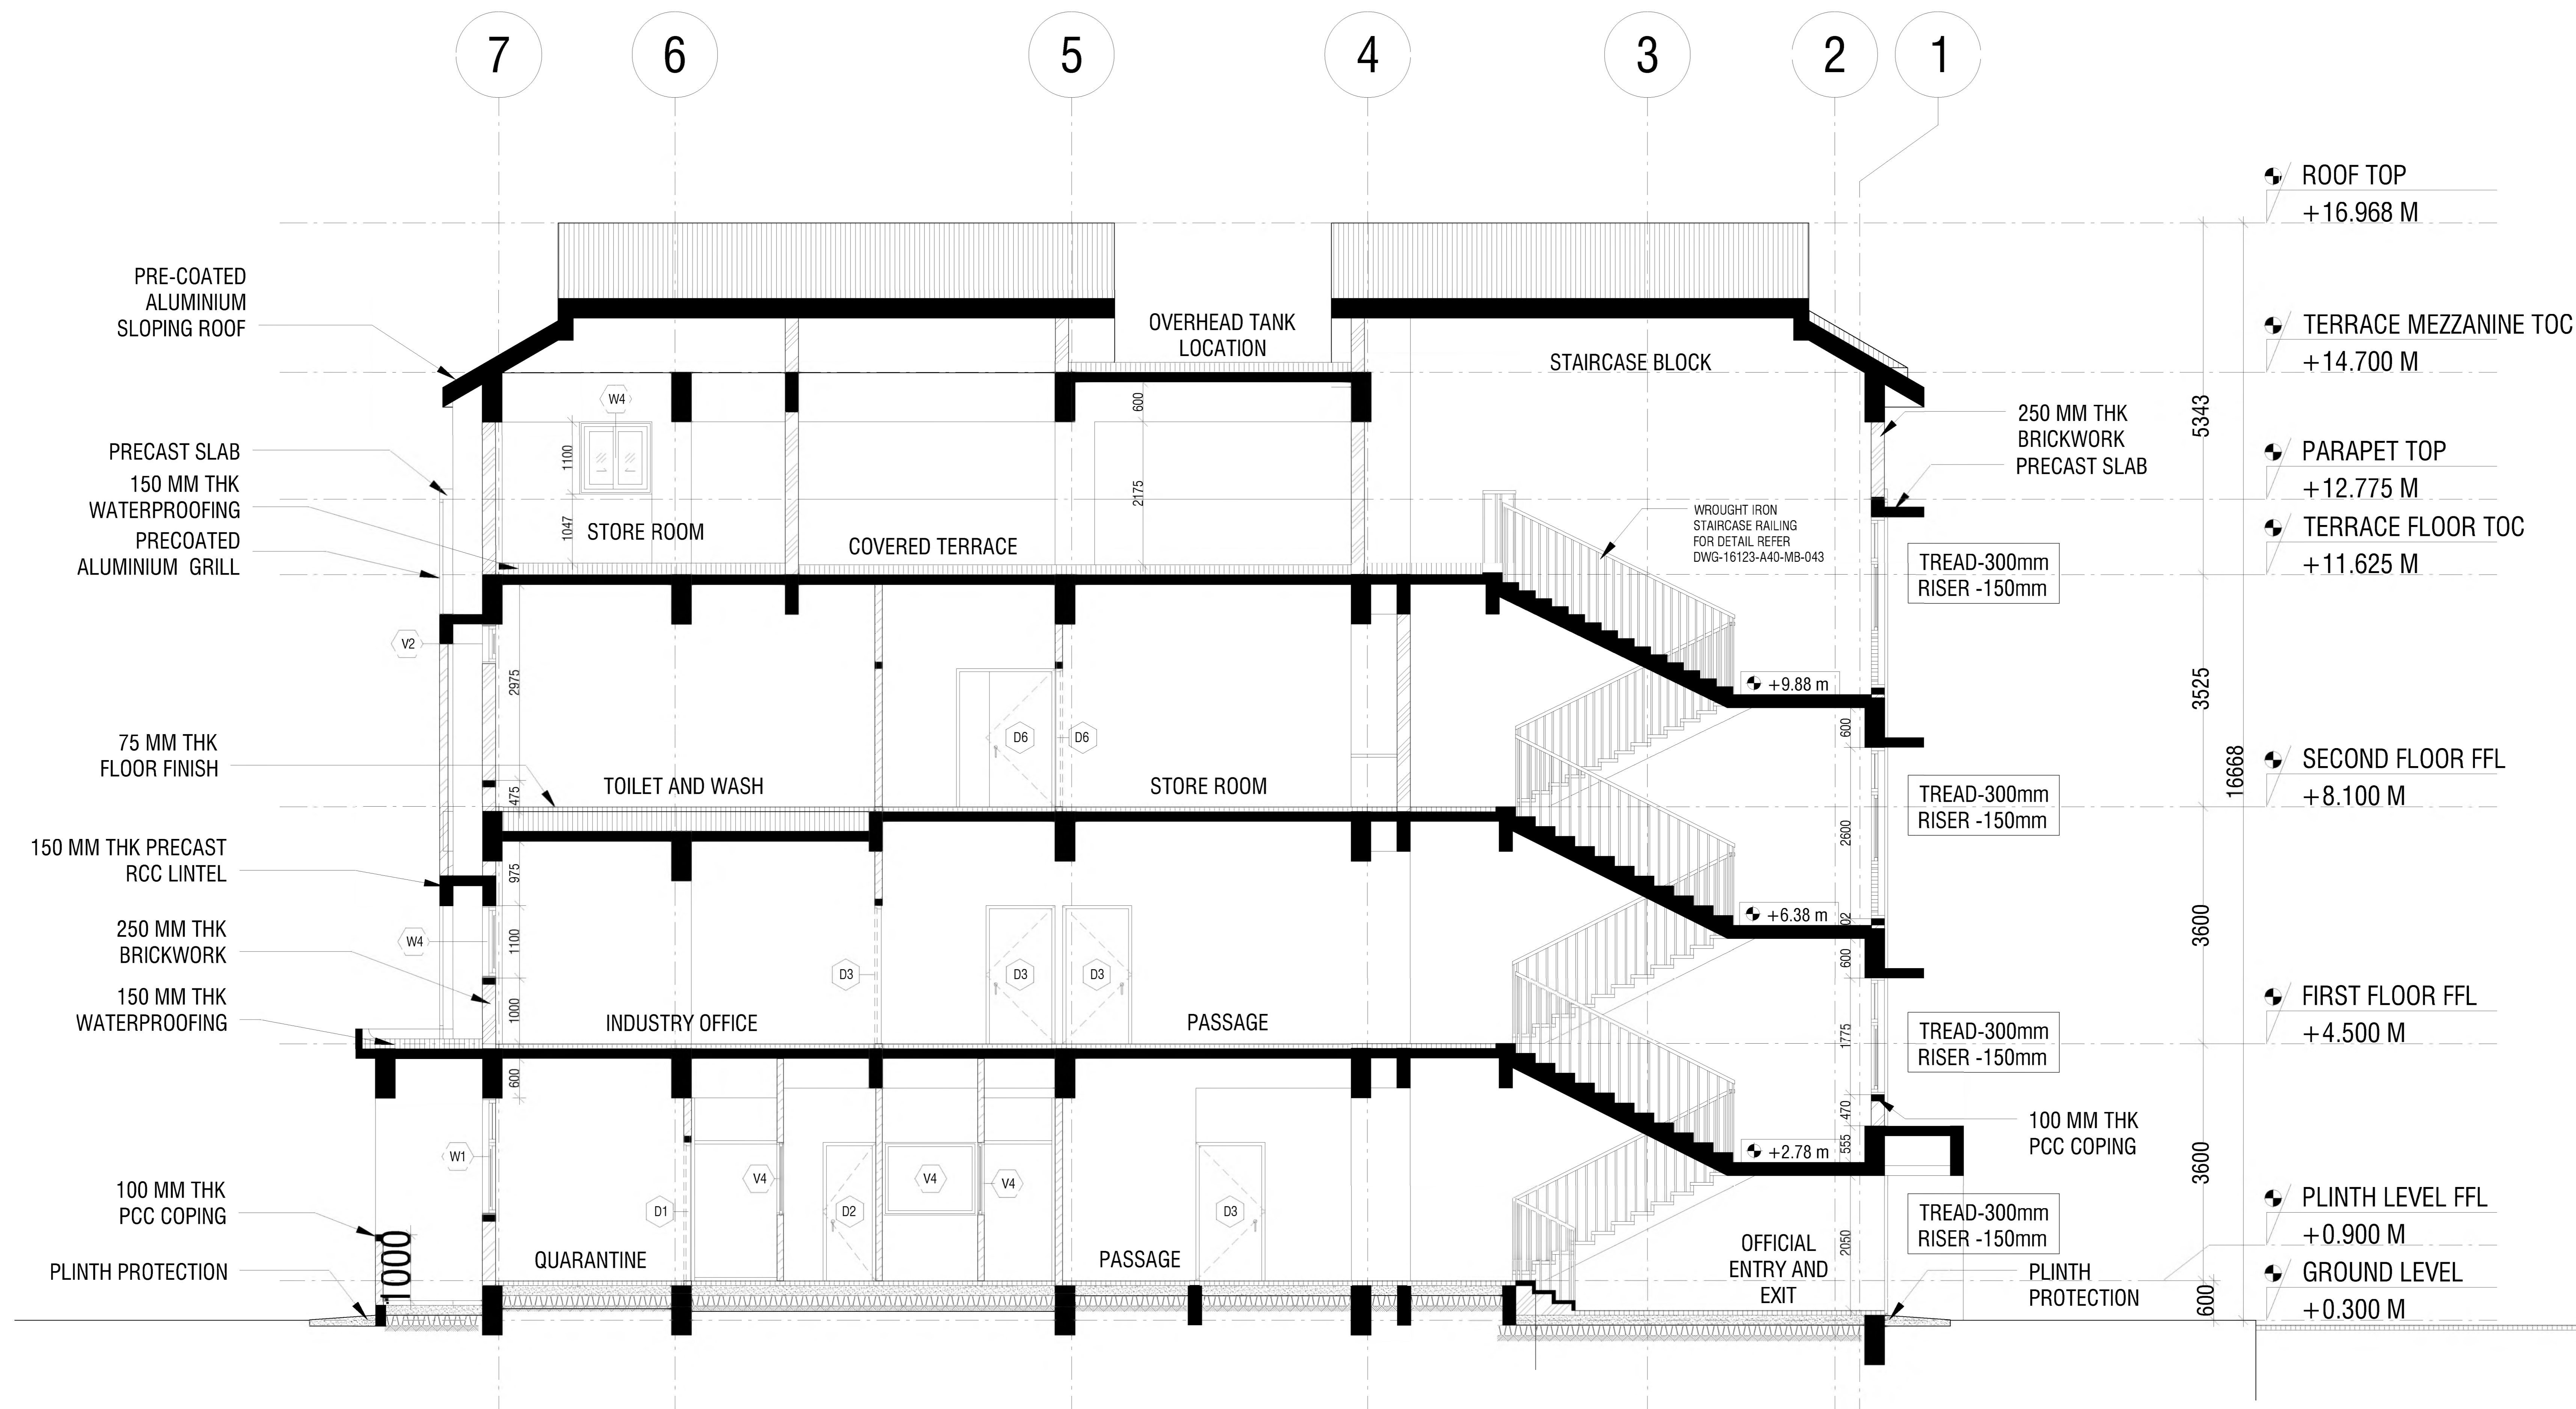 7
6
5
4
3
2
1
ROOF TOP
+16.968 M
TERRACE MEZZANINE TOC
+14.700 M
PARAPET TOP
+12.775 M
TERRACE FLOOR TOC
+11.625 M
SECOND FLOOR FFL
+8.100 M
FIRST FLOOR FFL
+4.500 M
PLINTH LEVEL FFL
+0.900 M
GROUND LEVEL
+0.300 M
5343
3525
3600
3600
600
16668
PRE-COATED
ALUMINIUM
SLOPING ROOF
PRECAST SLAB
150 MM THK
WATERPROOFING
PRECOATED
ALUMINIUM GRILL
V2
75 MM THK
FLOOR FINISH
150 MM THK PRECAST
RCC LINTEL
250 MM THK
BRICKWORK
W4
150 MM THK
WATERPROOFING
W1
100 MM THK
PCC COPING
PLINTH PROTECTION
1000
OVERHEAD TANK
LOCATION
STAIRCASE BLOCK
W4
1100
1047
STORE ROOM
COVERED TERRACE
600
2175
WROUGHT IRON
STAIRCASE RAILING
FOR DETAIL REFER
DWG-16123-A40-MB-043
250 MM THK
BRICKWORK
PRECAST SLAB
TREAD-300mm
RISER -150mm
2975
475
TOILET AND WASH
D6
D6
STORE ROOM
+9.88 m
600
2600
TREAD-300mm
RISER -150mm
975
1100
1000
INDUSTRY OFFICE
D3
D3
D3
PASSAGE
+6.38 m
600
1775
TREAD-300mm
RISER -150mm
600
QUARANTINE
D1
V4
D2
V4
V4
PASSAGE
D3
+2.78 m
470
555
2050
100 MM THK
PCC COPING
TREAD-300mm
RISER -150mm
OFFICIAL
ENTRY AND
EXIT
PLINTH
PROTECTION